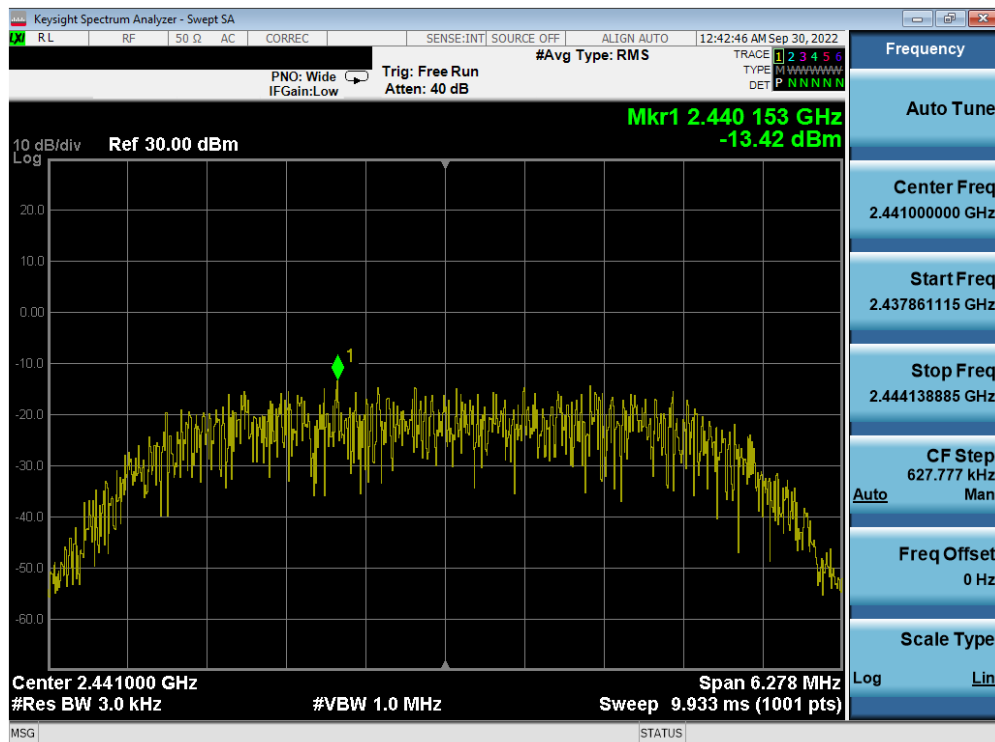 Keysight Spectrum Analyzer - Swept SA
LXI RL RF 50 Ω AC CORREC SENSE:INT SOURCE OFF ALIGN AUTO 12:42:46 AM Sep 30, 2022
#Avg Type: RMS
PNO: Wide
IFGain:Low
Trig: Free Run
Atten: 40 dB
TRACE 1 2 3 4 5 6
TYPE M W W W W W
DET P N N N N N
Mkr1 2.440 153 GHz
-13.42 dBm
10 dB/div
Log
Ref 30.00 dBm
20.0
10.0
0.00
-10.0
-20.0
-30.0
-40.0
-50.0
-60.0
1
Center 2.441000 GHz
Span 6.278 MHz
#Res BW 3.0 kHz
#VBW 1.0 MHz
Sweep 9.933 ms (1001 pts)
MSG
STATUS
Frequency
Auto Tune
Center Freq
2.441000000 GHz
Start Freq
2.437861115 GHz
Stop Freq
2.444138885 GHz
CF Step
627.777 kHz
Auto Man
Freq Offset
0 Hz
Scale Type
Log Lin